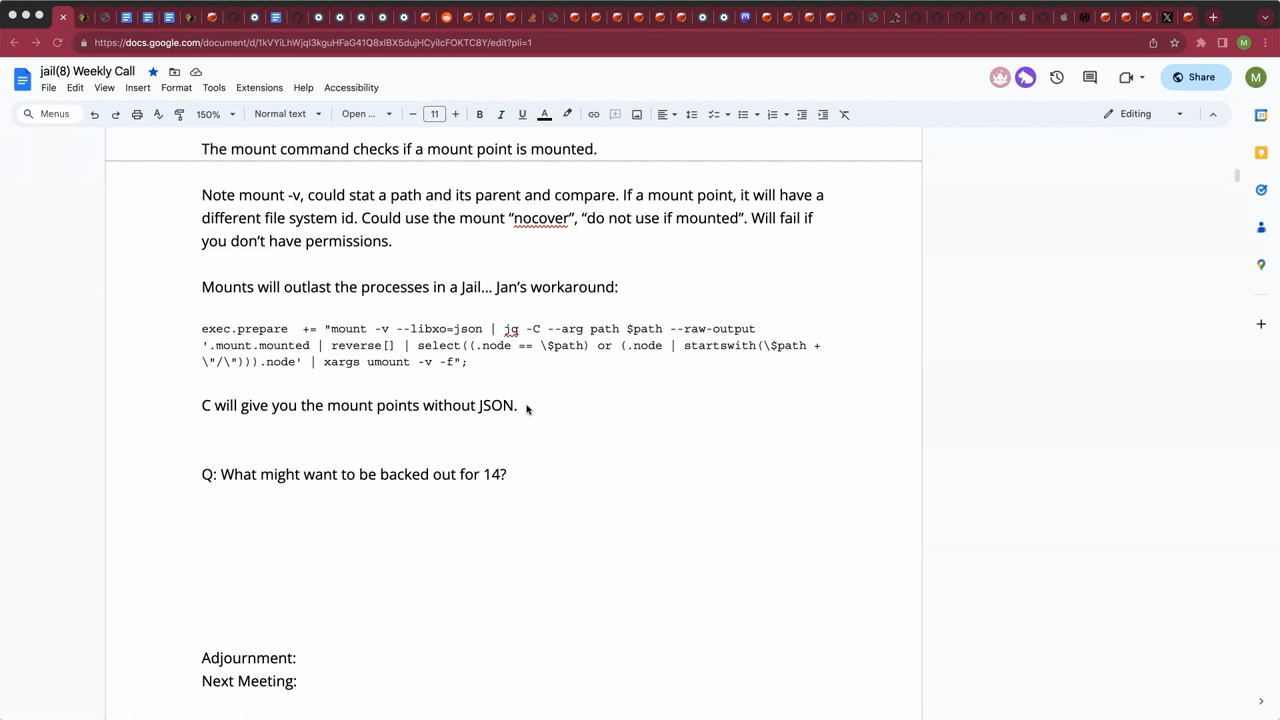 https://docs.google.com/document/d/1kVYiLhWjql3kguHFaG41Q8xlBX5dujHCyiIcFOKTC8Y/edit?pli=1
M
jail(8) Weekly Call
File Edit View Insert Format Tools Extensions Help Accessibility
Share
M
Menus
150%
Normal text
Open ...
11
B I U A
Editing
The mount command checks if a mount point is mounted.
Note mount -v, could stat a path and its parent and compare. If a mount point, it will have a
different file system id. Could use the mount “nocover”, “do not use if mounted”. Will fail if
you don’t have permissions.
Mounts will outlast the processes in a Jail… Jan’s workaround:
exec.prepare  += "mount -v --libxo=json | jq -C --arg path $path --raw-output
'.mount.mounted | reverse[] | select((.node == \$path) or (.node | startswith(\$path +
\"/\"))).node' | xargs umount -v -f";
C will give you the mount points without JSON.
Q: What might want to be backed out for 14?
Adjournment:
Next Meeting: